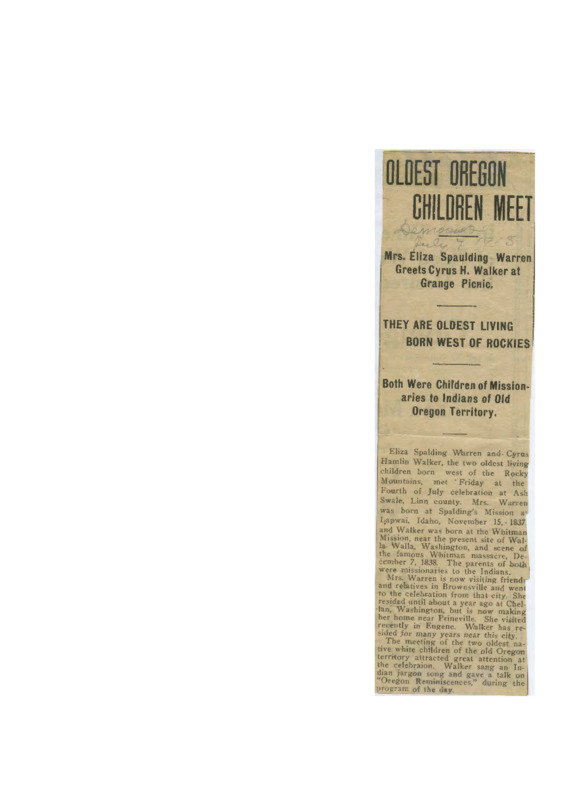 OLDEST OREGON
CHILDREN MEET
Democrat
July 7 1915
Mrs. Eliza Spaulding Warren
Greets Cyrus H. Walker at
Grange Picnic.
THEY ARE OLDEST LIVING
BORN WEST OF ROCKIES
Both Were Children of Mission-
aries to Indians of Old
Oregon Territory.
Eliza Spalding Warren and Cyrus
Hamlin Walker, the two oldest living
children born west of the Rocky
Mountains, met Friday at the
Fourth of July celebration at Ash
Swale, Linn county. Mrs. Warren
was born at Spalding's Mission at
Lapwai, Idaho, November 15, 1837,
and Walker was born at the Whitman
Mission, near the present site of Wal-
la Walla, Washington, and scene of
the famous Whitman massacre, De-
cember 7, 1838. The parents of both
were missionaries to the Indians.
Mrs. Warren is now visiting friends
and relatives in Brownsville and went
to the celebration from that city. She
resided until about a year ago at Chel-
lan, Washington, but is now making
her home near Prineville. She visited
recently in Eugene. Walker has re-
sided for many years near this city.
The meeting of the two oldest na-
tive white children of the old Oregon
territory attracted great attention at
the celebraion. Walker sang an In-
dian jargon song and gave a talk on
"Oregon Reminiscences," during the
program of the day.